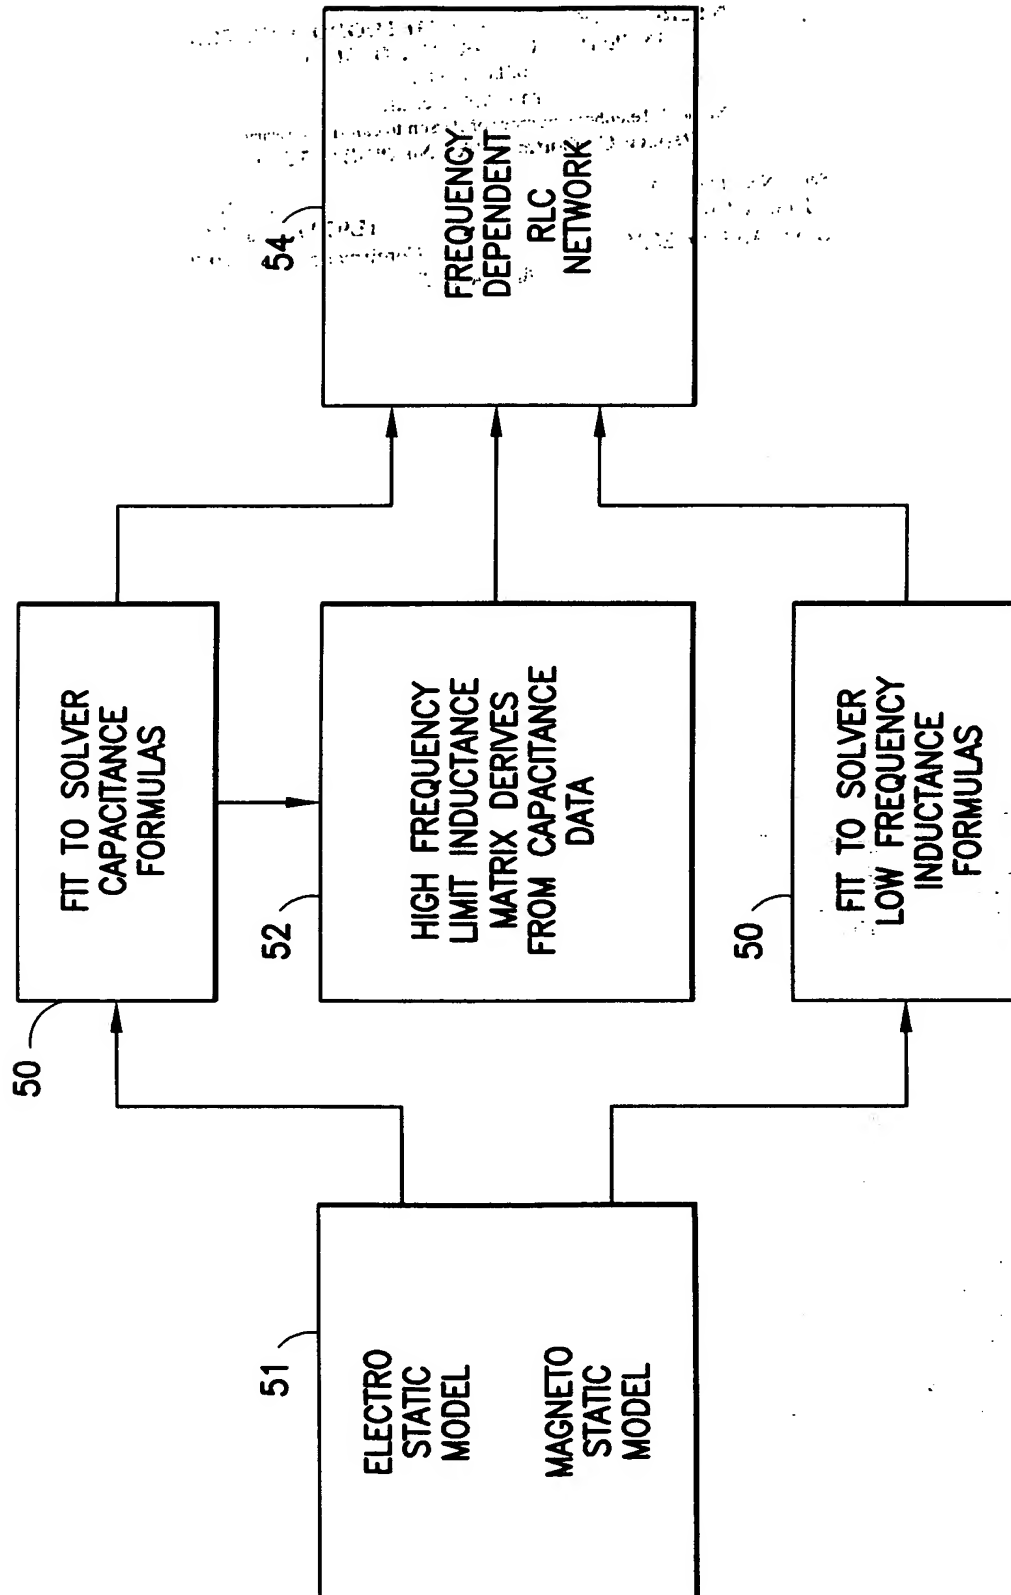 51
ELECTRO
STATIC
MODEL
MAGNETO
STATIC
MODEL
50
FIT TO SOLVER
CAPACITANCE
FORMULAS
52
HIGH FREQUENCY
LIMIT INDUCTANCE
MATRIX DERIVES
FROM CAPACITANCE
DATA
50
FIT TO SOLVER
LOW FREQUENCY
INDUCTANCE
FORMULAS
54
FREQUENCY
DEPENDENT
RLC
NETWORK